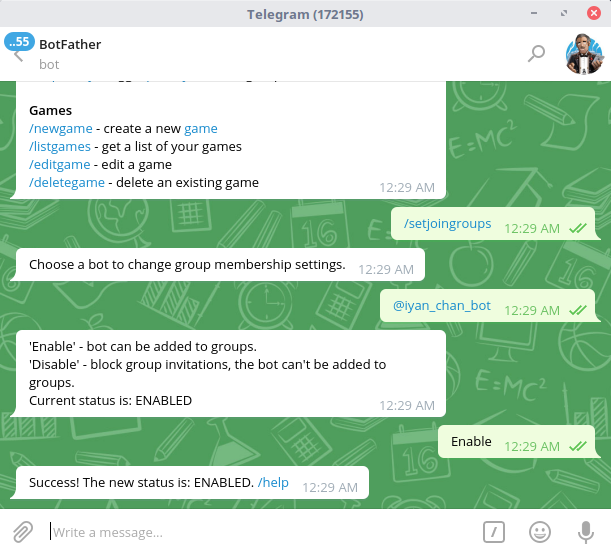 Telegram (172155)
..55
BotFather
bot
Games
/newgame - create a new game
/listgames - get a list of your games
/editgame - edit a game
/deletegame - delete an existing game
12:29 AM
/setjoingroups 12:29 AM
Choose a bot to change group membership settings. 12:29 AM
@iyan_chan_bot 12:29 AM
'Enable' - bot can be added to groups.
'Disable' - block group invitations, the bot can't be added to
groups.
Current status is: ENABLED
12:29 AM
Enable 12:29 AM
Success! The new status is: ENABLED. /help 12:29 AM
Write a message...
/
E=MC²
16
E=MC²
16